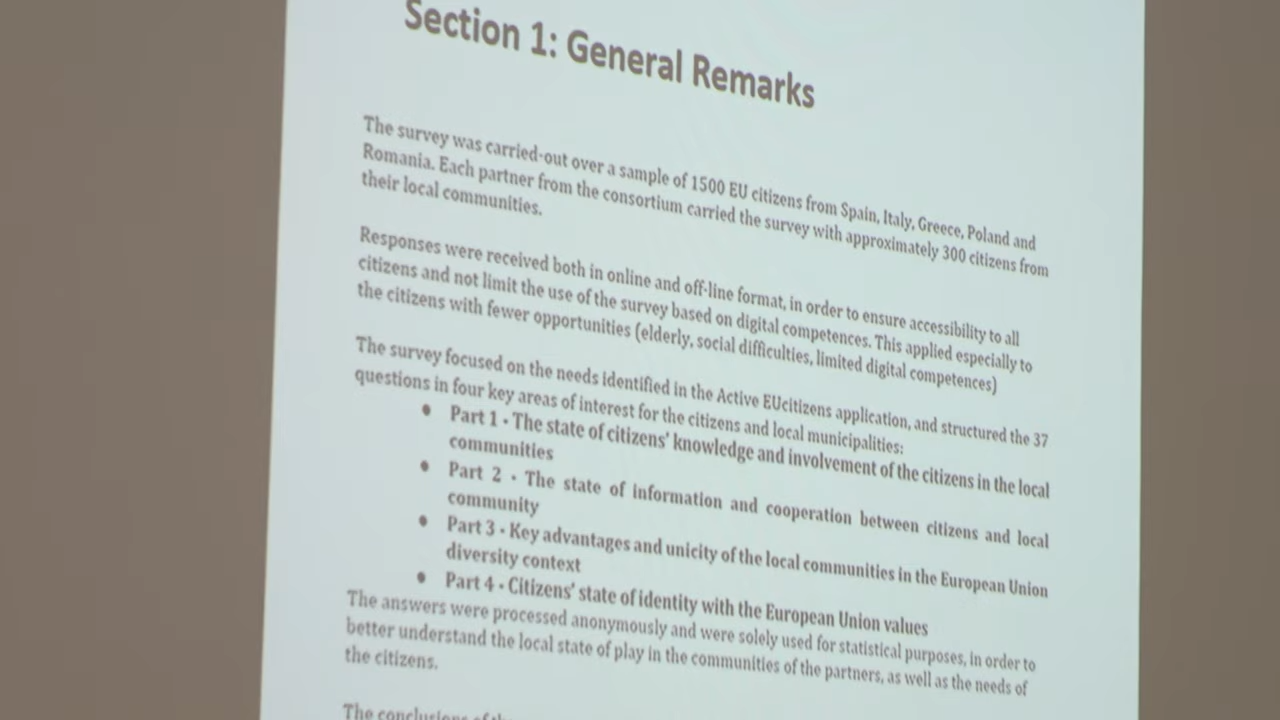 Section 1: General Remarks
The survey was carried-out over a sample of 1500 EU citizens from Spain, Italy, Greece, Poland and
Romania. Each partner from the consortium carried the survey with approximately 300 citizens from
their local communities.
Responses were received both in online and off-line format, in order to ensure accessibility to all
citizens and not limit the use of the survey based on digital competences. This applied especially to
the citizens with fewer opportunities (elderly, social difficulties, limited digital competences)
The survey focused on the needs identified in the Active EUcitizens application, and structured the 37
questions in four key areas of interest for the citizens and local municipalities:
● Part 1 - The state of citizens' knowledge and involvement of the citizens in the local
communities
● Part 2 - The state of information and cooperation between citizens and local
community
● Part 3 - Key advantages and unicity of the local communities in the European Union
diversity context
● Part 4 - Citizens' state of identity with the European Union values
The answers were processed anonymously and were solely used for statistical purposes, in order to
better understand the local state of play in the communities of the partners, as well as the needs of
the citizens.
The conclusions of the